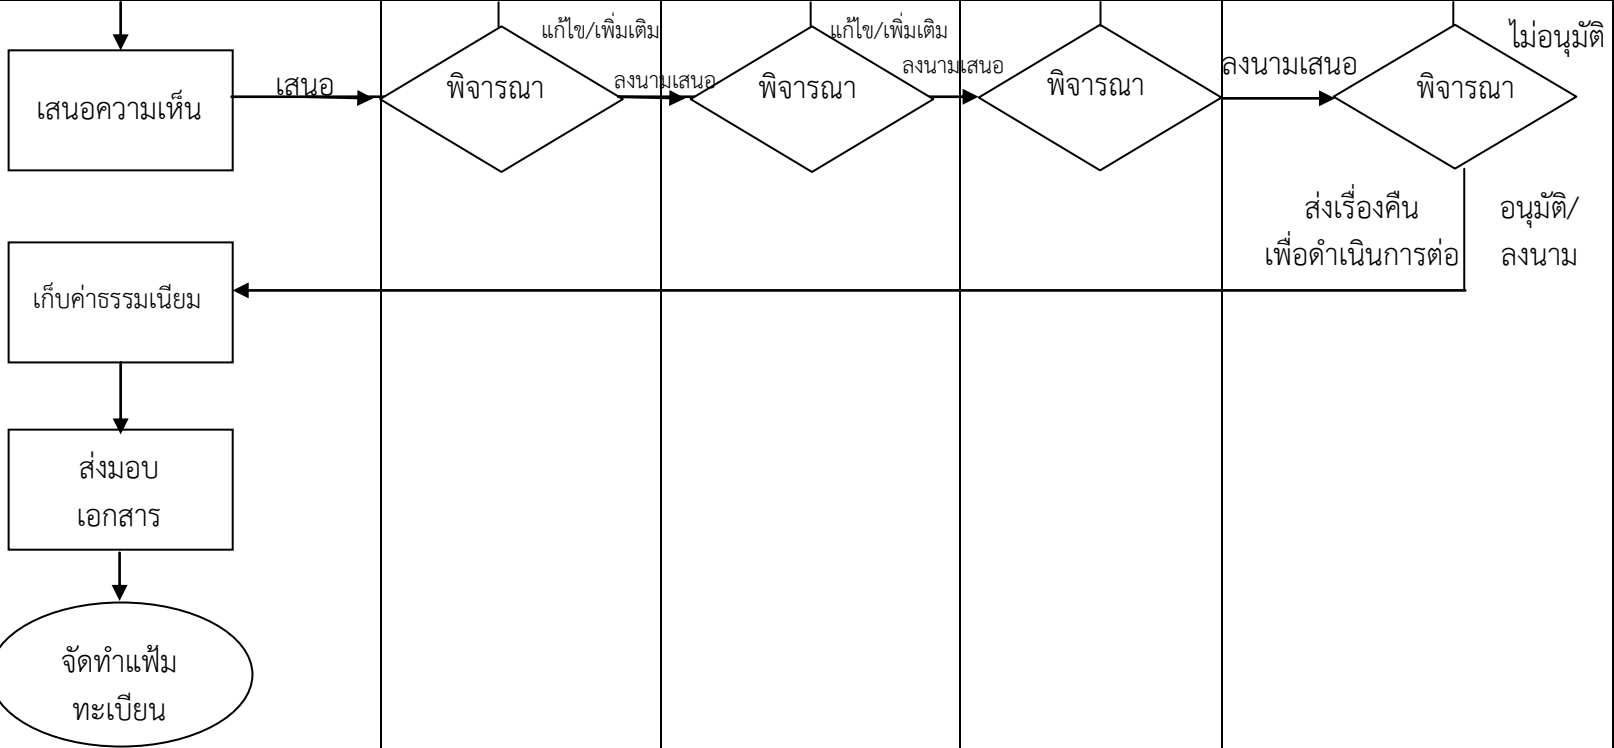 แก้ไข/เพิ่มเติม
แก้ไข/เพิ่มเติม
ไม่อนุมัติ
เสนอความเห็น
เสนอ
พิจารณา
ลงนามเสนอ
พิจารณา
ลงนามเสนอ
พิจารณา
ลงนามเสนอ
พิจารณา
ส่งเรื่องคืน
เพื่อดำเนินการต่อ
อนุมัติ/
ลงนาม
เก็บค่าธรรมเนียม
ส่งมอบ
เอกสาร
จัดทำแฟ้ม
ทะเบียน